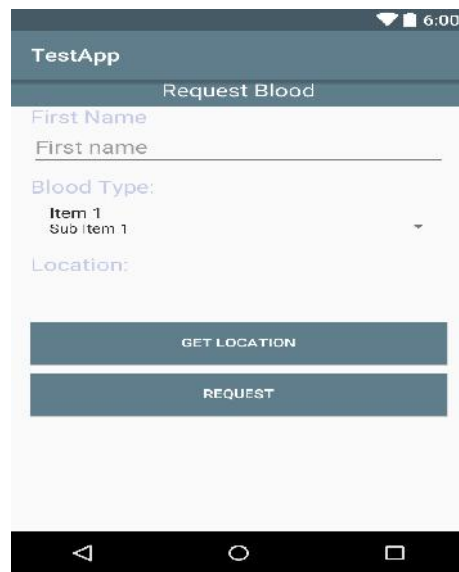 6:00
TestApp
Request Blood
First Name
First name
Blood Type:
Item 1
Sub Item 1
Location:
GET LOCATION
REQUEST